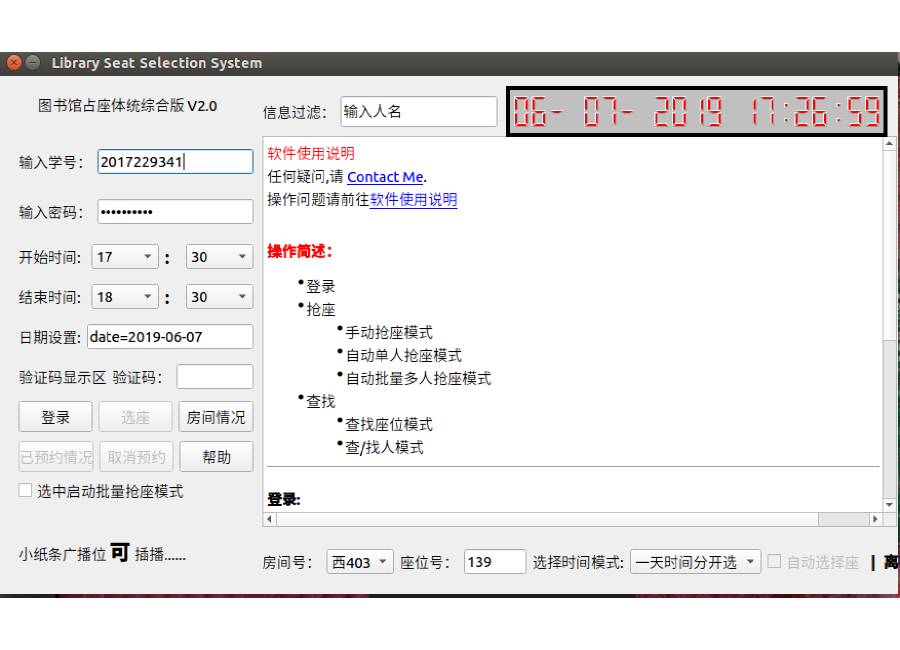 Library Seat Selection System
图书馆占座体统综合版 V2.0
信息过滤: 输入人名
06- 07- 2019 17:26:59
输入学号: 2017229341
输入密码: ••••••••••
开始时间: 17 : 30
结束时间: 18 : 30
日期设置: date=2019-06-07
验证码显示区 验证码:
登录 选座 房间情况
已预约情况 取消预约 帮助
选中启动批量抢座模式
小纸条广播位 可 插播......
软件使用说明
任何疑问,请 Contact Me.
操作问题请前往软件使用说明
操作简述:
•登录
•抢座
•手动抢座模式
•自动单人抢座模式
•自动批量多人抢座模式
•查找
•查找座位模式
•查/找人模式
登录:
房间号: 西403 座位号: 139 选择时间模式: 一天时间分开选 自动选择座 | 离